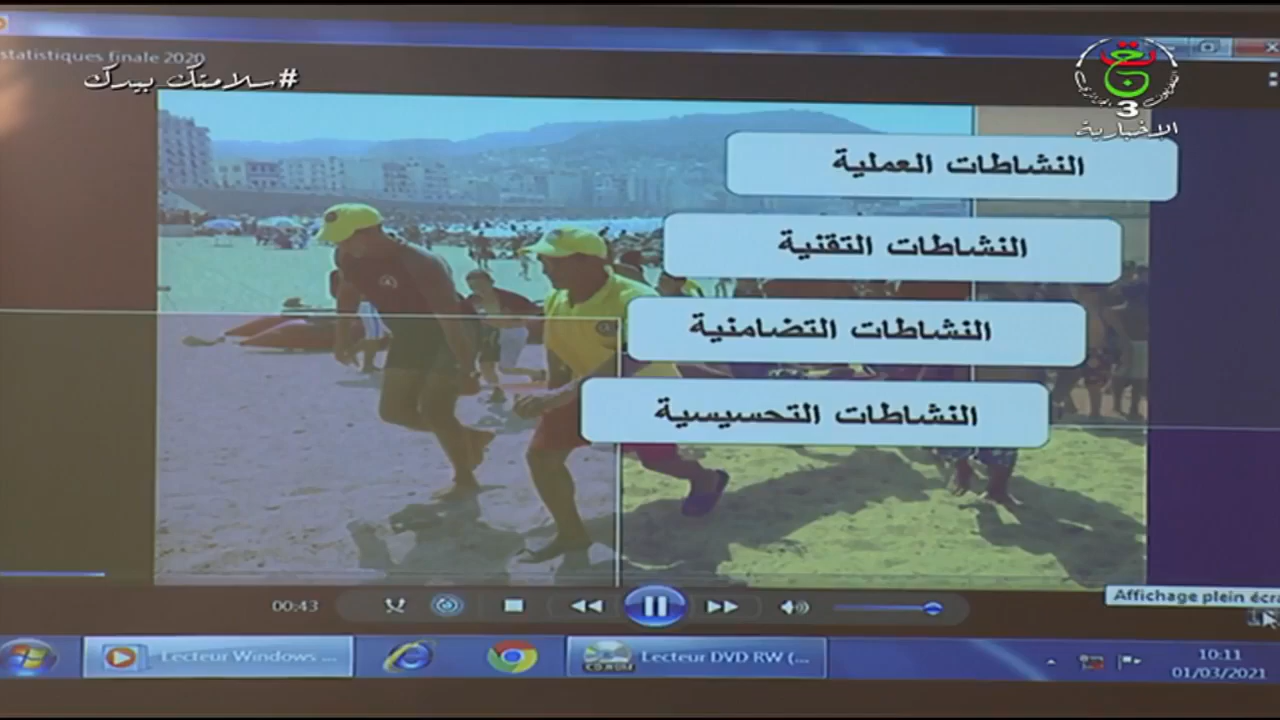 statistiques finale 2020
#سلامتك بيدك
3
الإخبارية
النشاطات العملية
النشاطات التقنية
النشاطات التضامنية
النشاطات التحسيسية
00:43
Affichage plein écra
Lecteur Windows ...
Lecteur DVD RW (...
10:11
01/03/2021